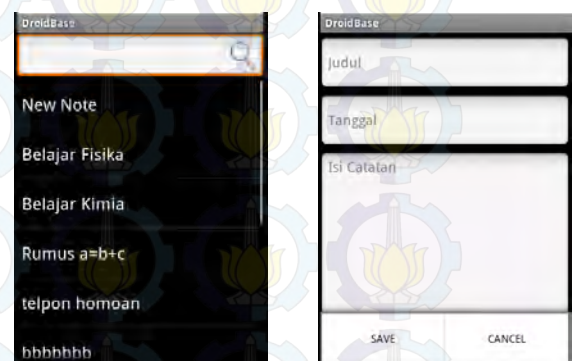 DroidBase
New Note
Belajar Fisika
Belajar Kimia
Rumus a=b+c
telpon homoan
bbbbbbb
DroidBase
Judul
Tanggal
Isi Catatan
SAVE
CANCEL